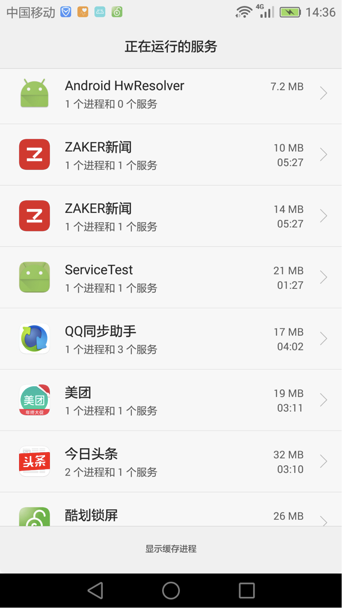 中国移动 4G 14:36
正在运行的服务
Android HwResolver 7.2 MB
1 个进程和 0 个服务
ZAKER新闻 10 MB
1 个进程和 1 个服务 05:27
ZAKER新闻 14 MB
1 个进程和 1 个服务 05:27
ServiceTest 21 MB
1 个进程和 1 个服务 01:27
QQ同步助手 17 MB
1 个进程和 3 个服务 04:02
美团 美团 19 MB
1 个进程和 1 个服务 03:11
头条 今日头条 32 MB
2 个进程和 1 个服务 03:10
酷划锁屏 26 MB
显示缓存进程